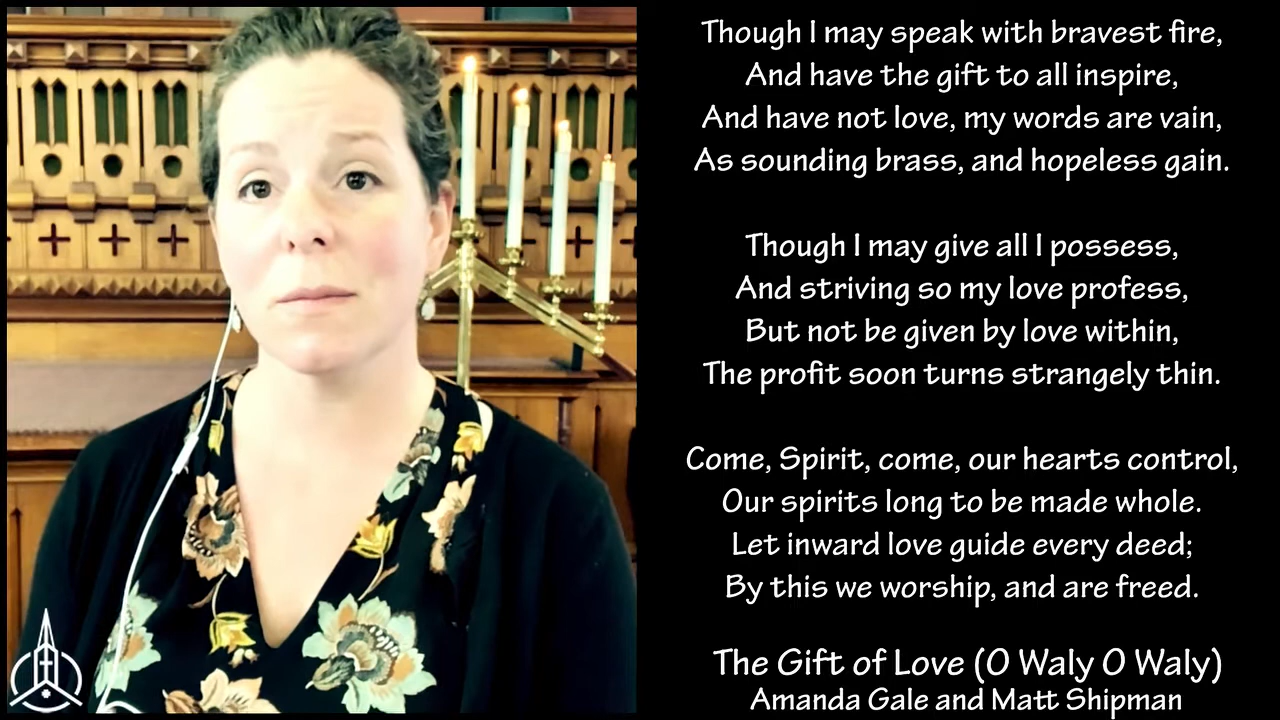 Though I may speak with bravest fire,
And have the gift to all inspire,
And have not love, my words are vain,
As sounding brass, and hopeless gain.
Though I may give all I possess,
And striving so my love profess,
But not be given by love within,
The profit soon turns strangely thin.
Come, Spirit, come, our hearts control,
Our spirits long to be made whole.
Let inward love guide every deed;
By this we worship, and are freed.
The Gift of Love (O Waly O Waly)
Amanda Gale and Matt Shipman